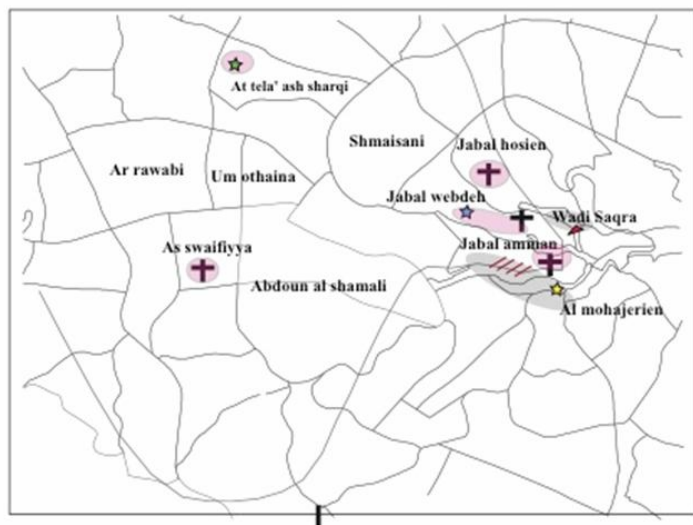 At tela' ash sharqi
Shmaisani
Jabal hosien
Ar rawabi
Um othaina
Jabal webdeh
Wadi Saqra
As swaifiyya
Jabal amman
Abdoun al shamali
Al mohajerien